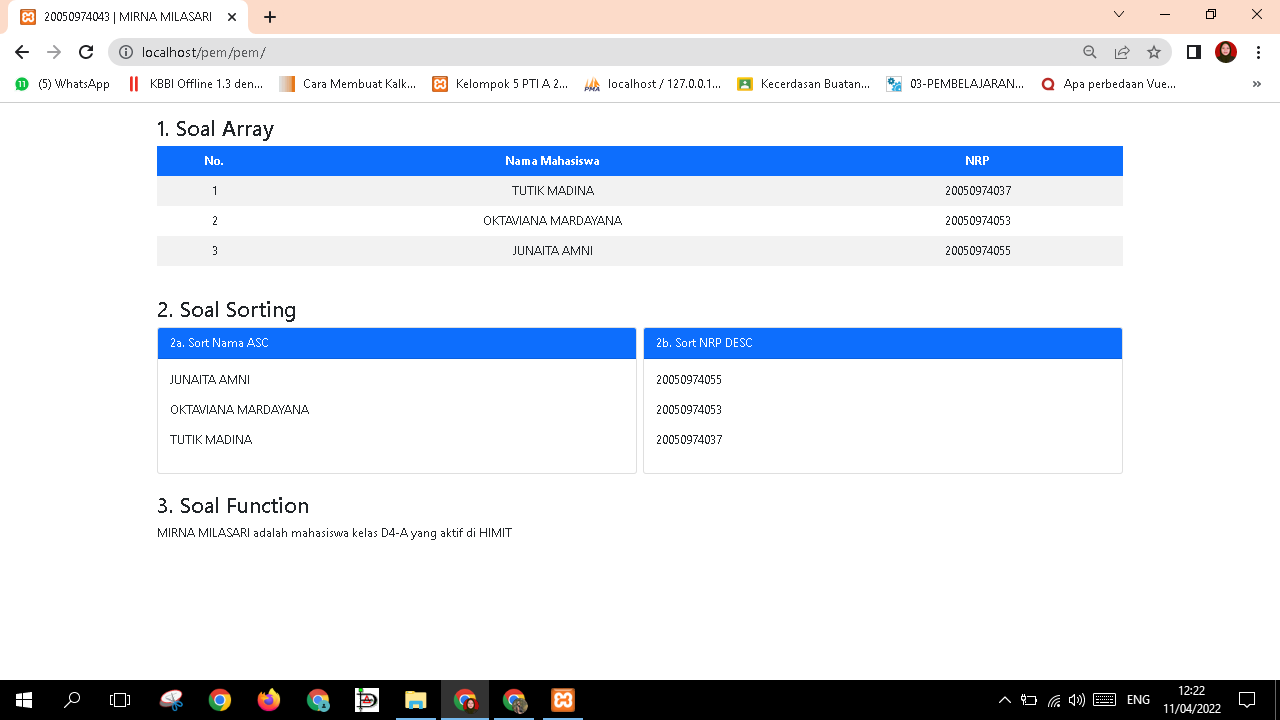 20050974043 | MIRNA MILASARI
localhost/pem/pem/
(5) WhatsApp KBBI Offline 1.3 den... Cara Membuat Kalk... Kelompok 5 PTI A 2... localhost / 127.0.0.1... Kecerdasan Buatan... 03-PEMBELAJARAN... Apa perbedaan Vue... »
1. Soal Array
No. Nama Mahasiswa NRP
1 TUTIK MADINA 20050974037
2 OKTAVIANA MARDAYANA 20050974053
3 JUNAITA AMNI 20050974055
2. Soal Sorting
2a. Sort Nama ASC 2b. Sort NRP DESC
JUNAITA AMNI 20050974055
OKTAVIANA MARDAYANA 20050974053
TUTIK MADINA 20050974037
3. Soal Function
MIRNA MILASARI adalah mahasiswa kelas D4-A yang aktif di HIMIT
ENG 12:22
11/04/2022